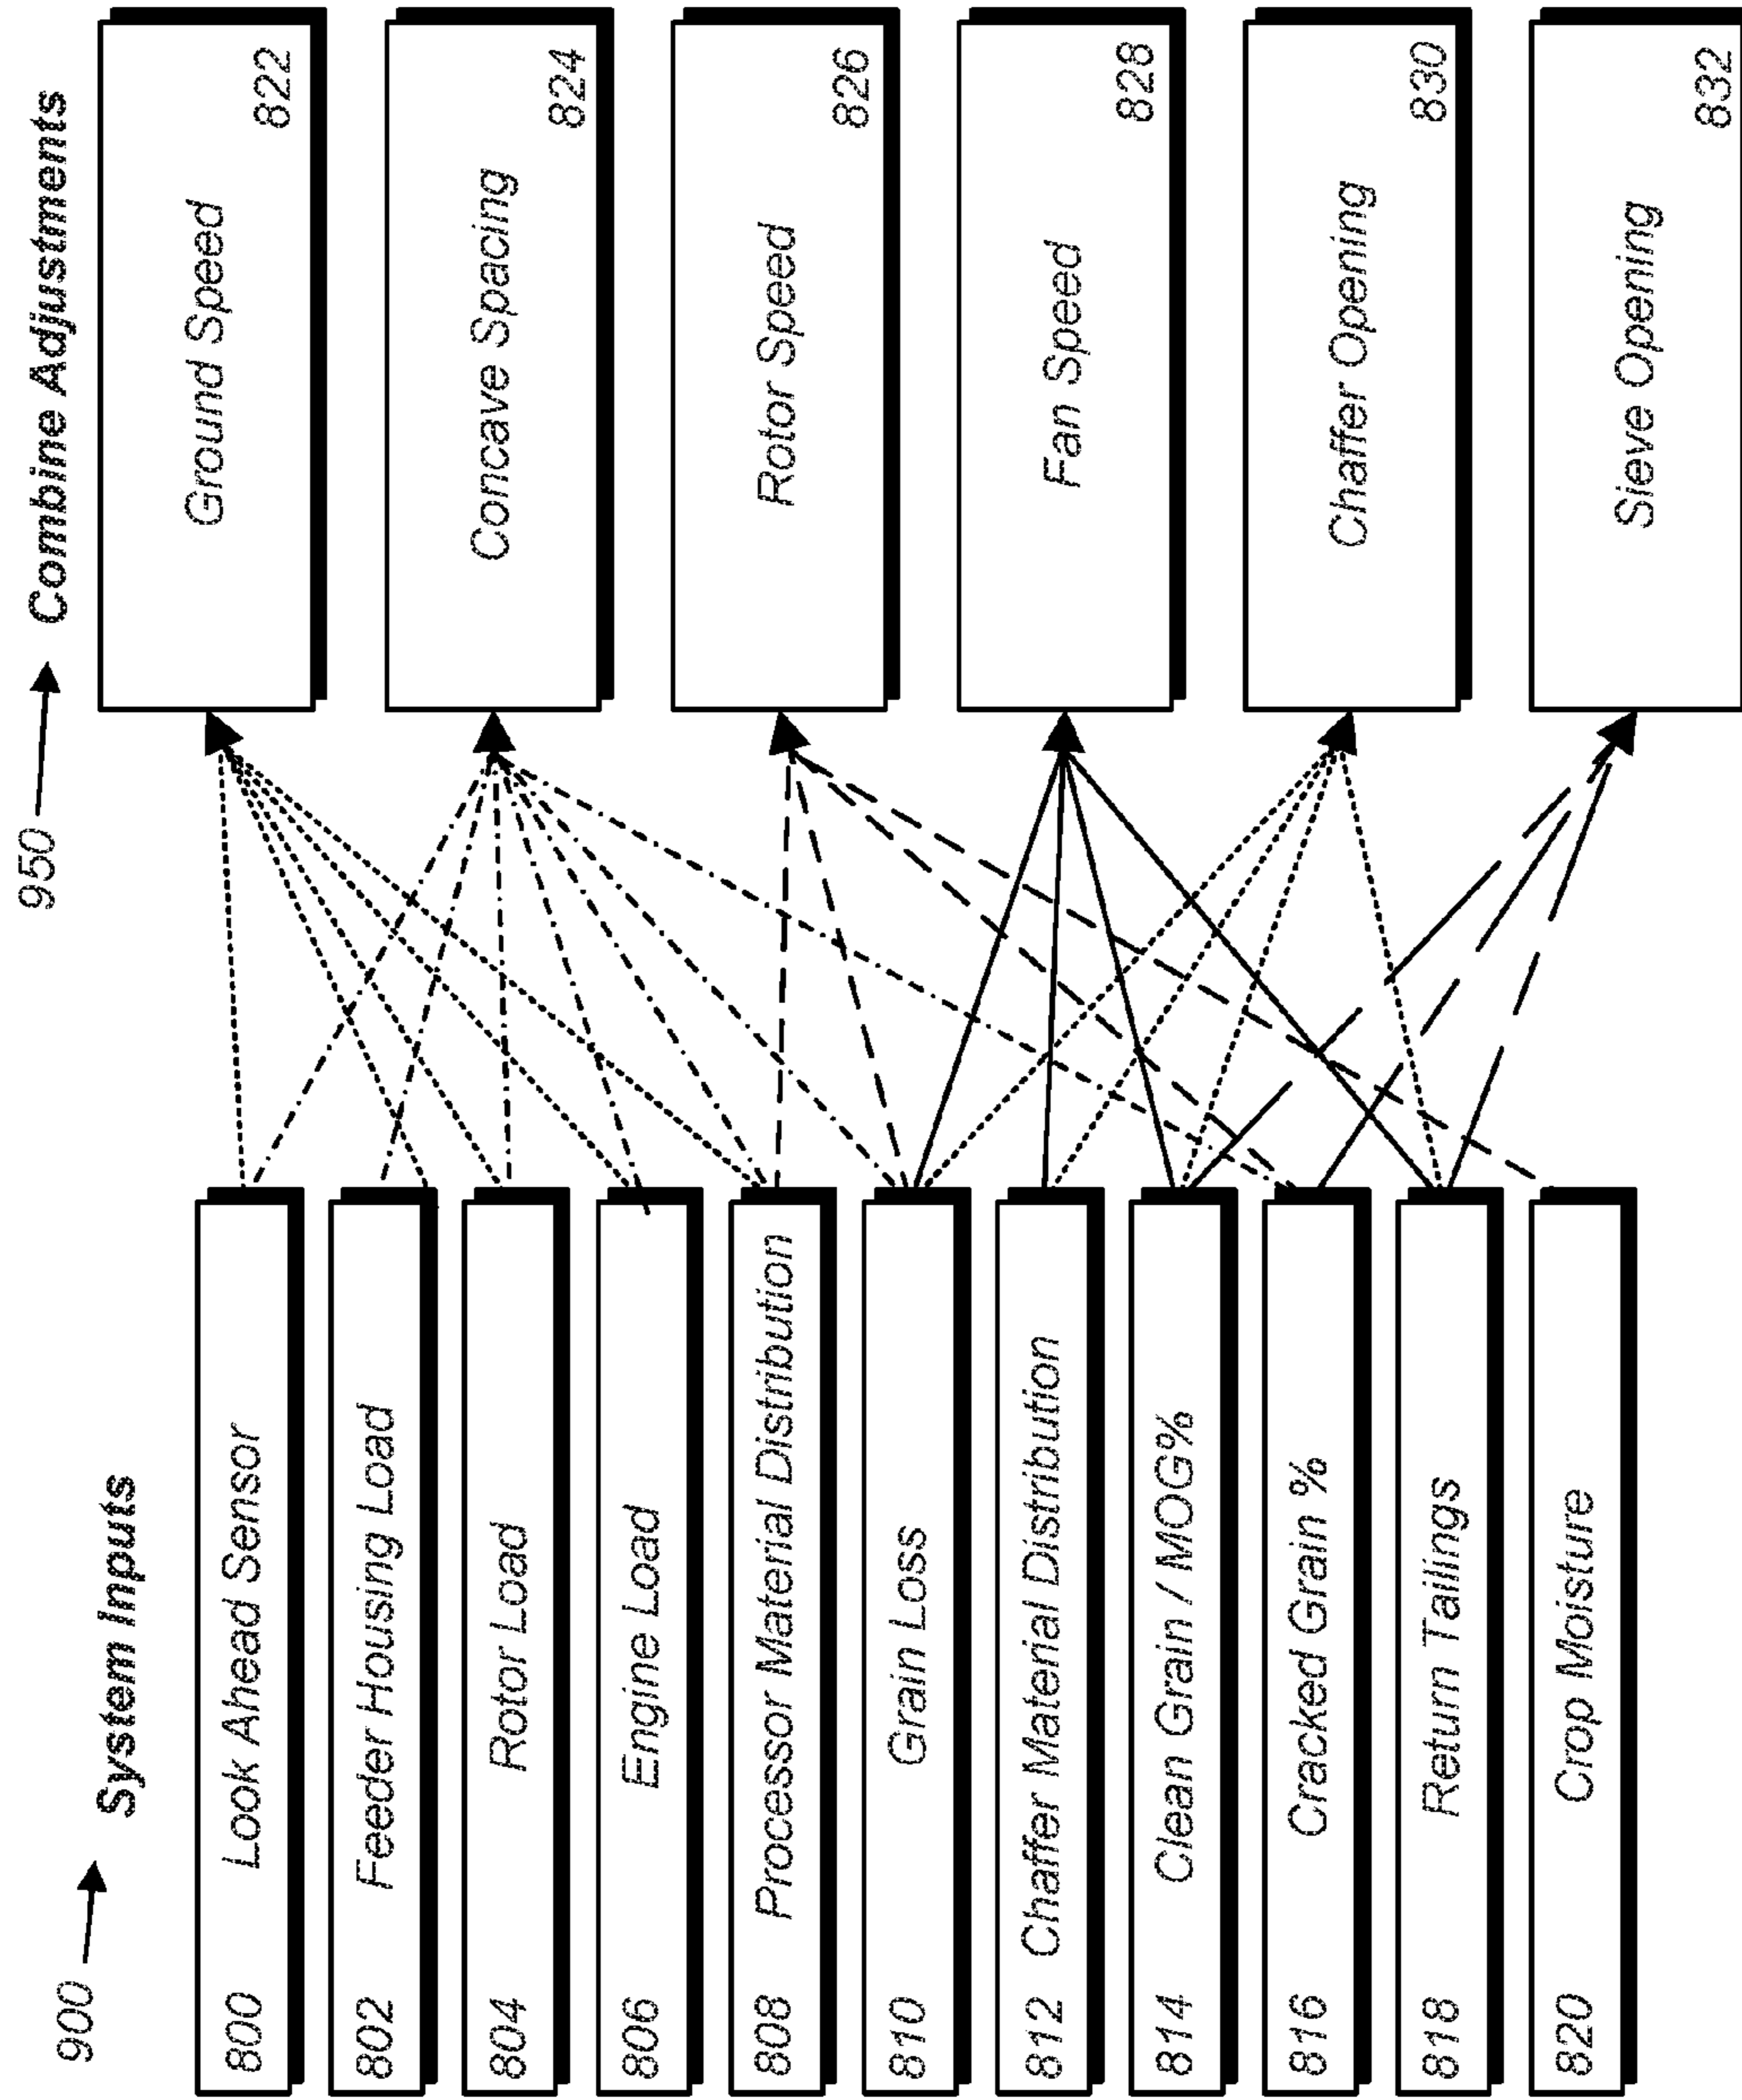 900
System Inputs
800 Look Ahead Sensor
802 Feeder Housing Load
804 Rotor Load
806 Engine Load
808 Processor Material Distribution
810 Grain Loss
812 Chaffer Material Distribution
814 Clean Grain / MOG%
816 Cracked Grain %
818 Return Tailings
820 Crop Moisture
950
Combine Adjustments
Ground Speed 822
Concave Spacing 824
Rotor Speed 826
Fan Speed 828
Chaffer Opening 830
Sieve Opening 832